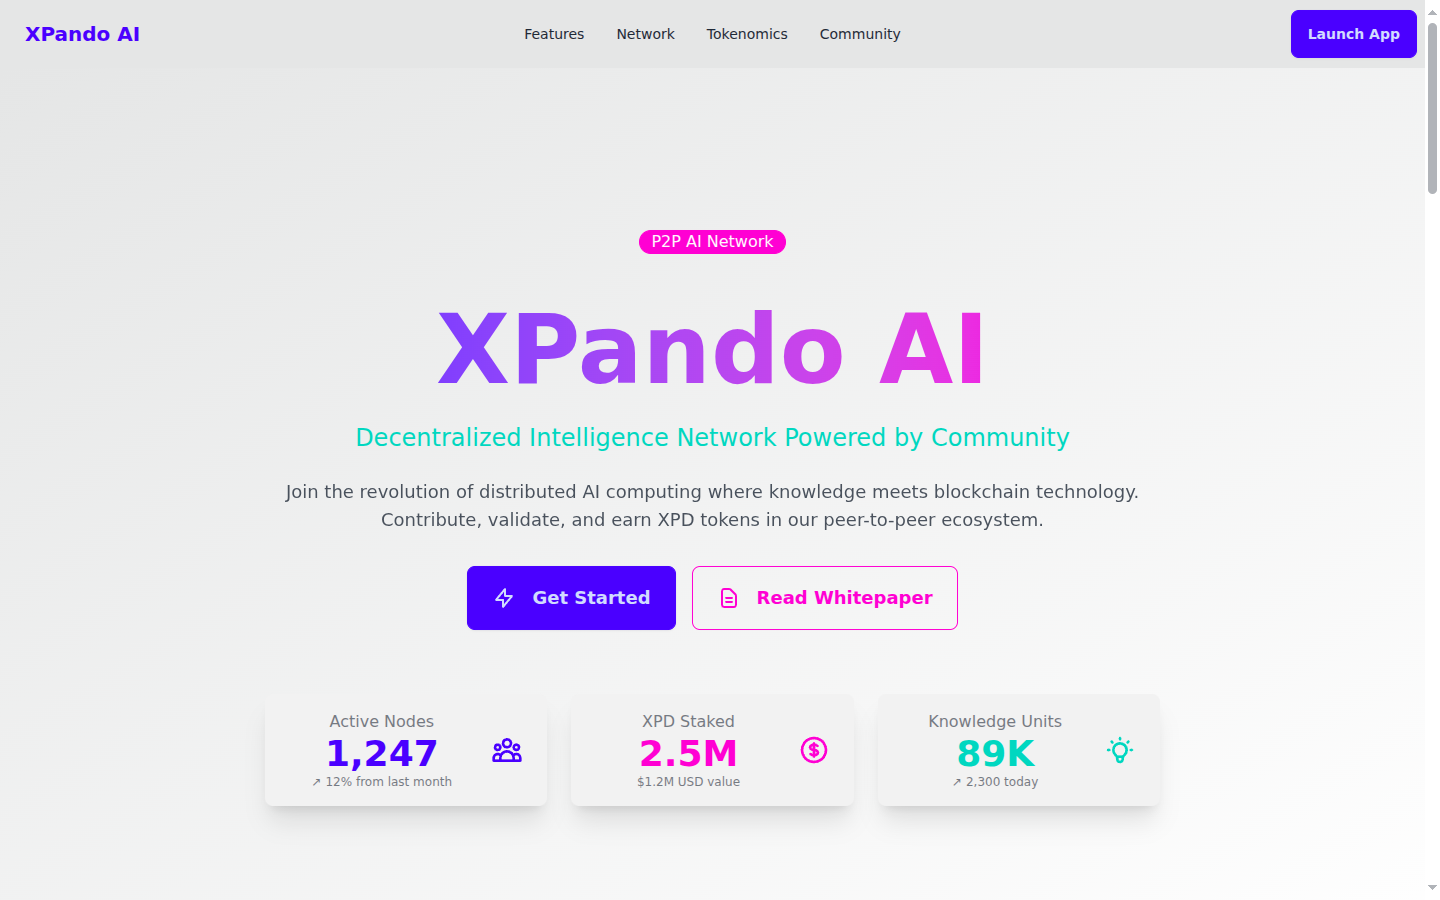 XPando AI
Features
Network
Tokenomics
Community
Launch App
P2P AI Network
XPando AI
Decentralized Intelligence Network Powered by Community
Join the revolution of distributed AI computing where knowledge meets blockchain technology.
Contribute, validate, and earn XPD tokens in our peer-to-peer ecosystem.
Get Started
Read Whitepaper
Active Nodes
1,247
↗ 12% from last month
XPD Staked
2.5M
$1.2M USD value
Knowledge Units
89K
↗ 2,300 today